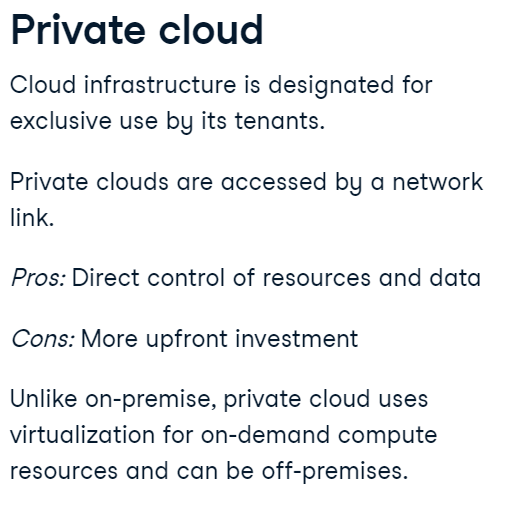 Private cloud
Cloud infrastructure is designated for
exclusive use by its tenants.
Private clouds are accessed by a network
link.
Pros: Direct control of resources and data
Cons: More upfront investment
Unlike on-premise, private cloud uses
virtualization for on-demand compute
resources and can be off-premises.